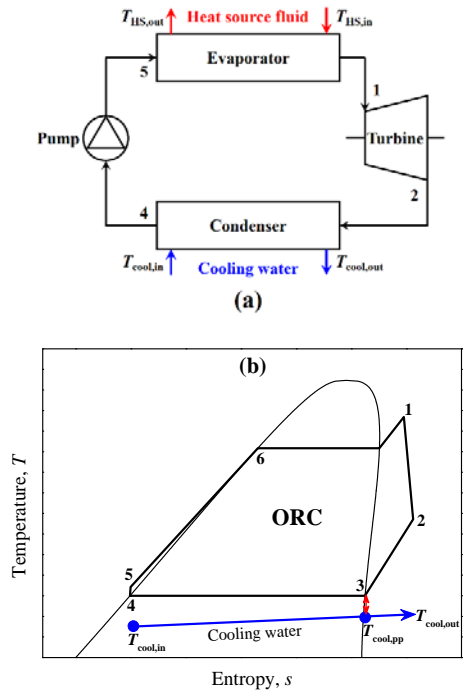 T_HS,out Heat source fluid T_HS,in
5 Evaporator
1
Pump Turbine
2
4 Condenser
T_cool,in Cooling water T_cool,out
(a)
(b)
1
6
ORC
2
5
3
4
T_cool,out
Cooling water
T_cool,in T_cool,pp
Temperature, T
Entropy, s